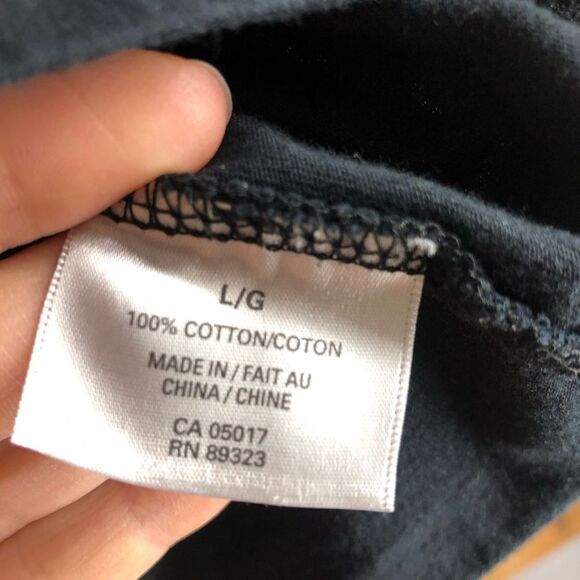 L/G
100% COTTON/COTON
MADE IN / FAIT AU
CHINA / CHINE
CA 05017
RN 89323